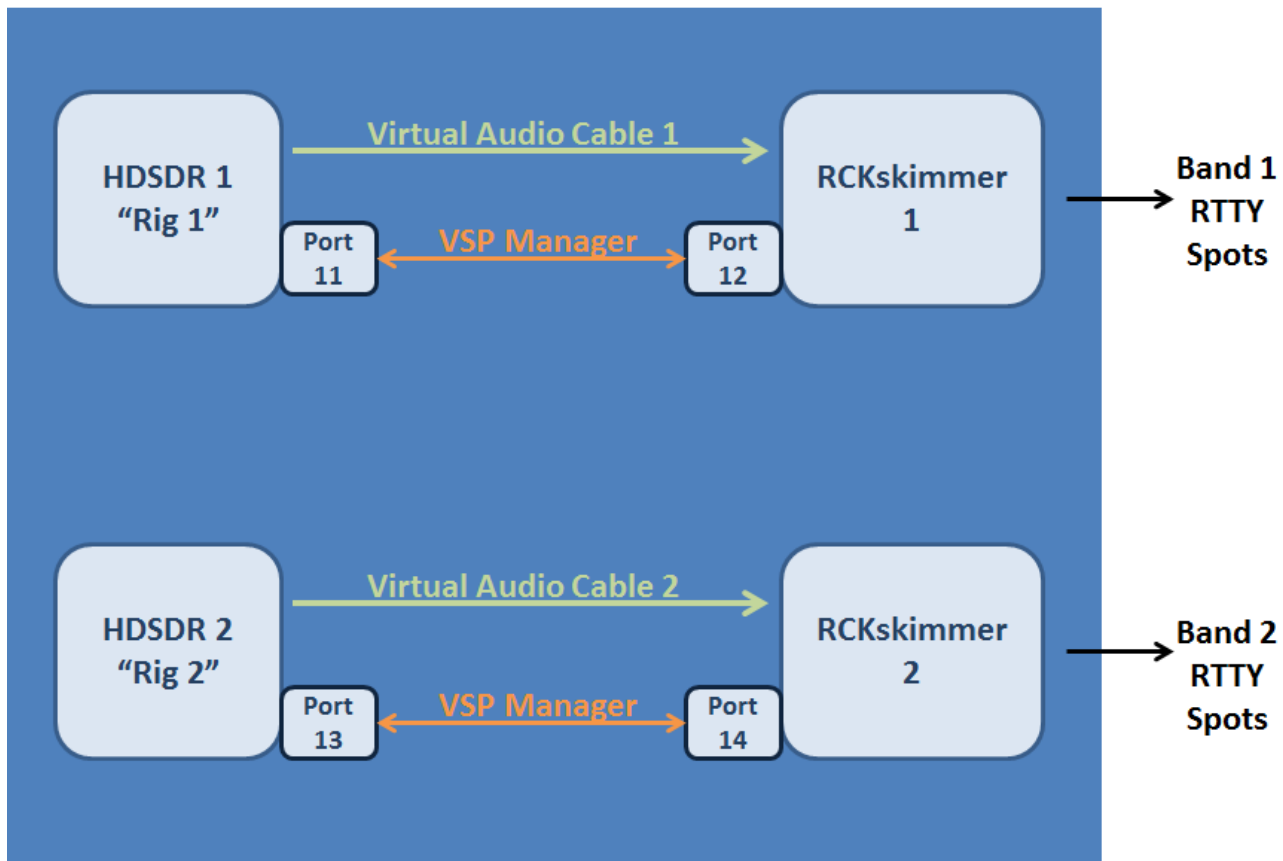 HDSDR 1
“Rig 1”
Port
11
Virtual Audio Cable 1
VSP Manager
Port
12
RCKskimmer
1
Band 1
RTTY
Spots
HDSDR 2
“Rig 2”
Port
13
Virtual Audio Cable 2
VSP Manager
Port
14
RCKskimmer
2
Band 2
RTTY
Spots